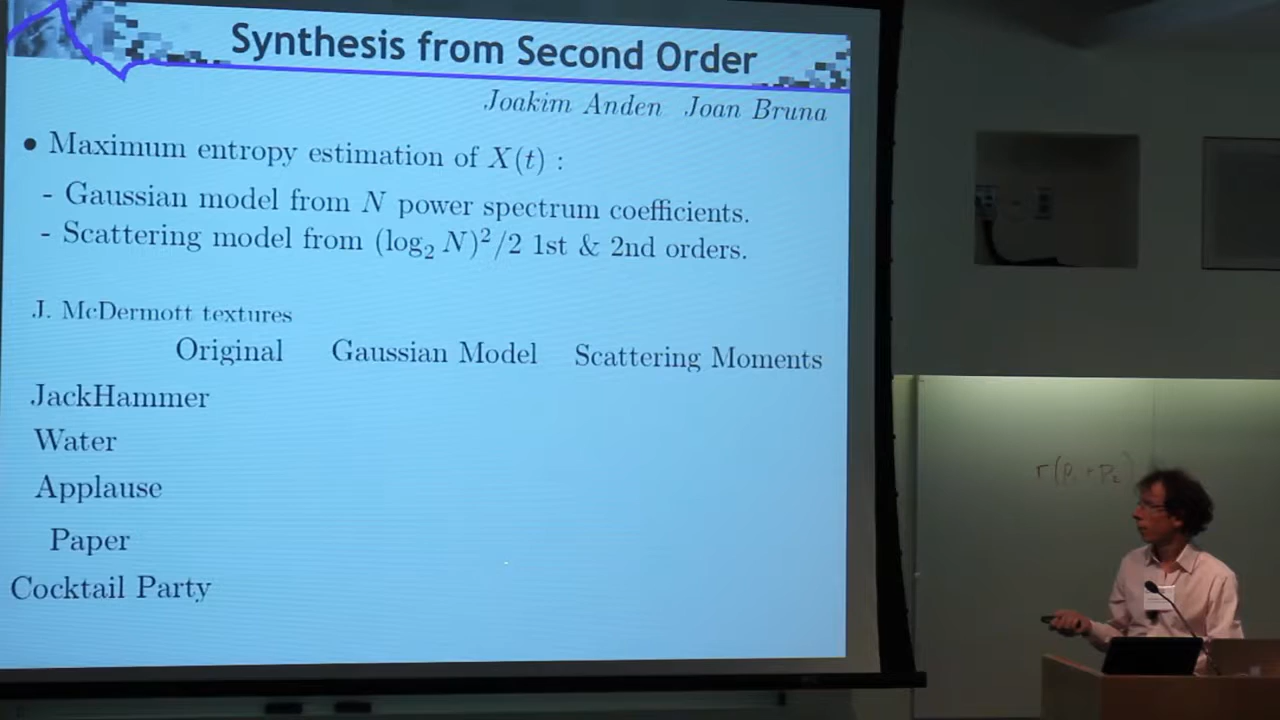 Synthesis from Second Order
Joakim Anden Joan Bruna
• Maximum entropy estimation of X(t) :
- Gaussian model from N power spectrum coefficients.
- Scattering model from (log₂ N)²/2 1st & 2nd orders.
J. McDermott textures
Original Gaussian Model Scattering Moments
JackHammer
Water
Applause
Paper
Cocktail Party
r(p₁+p₂)